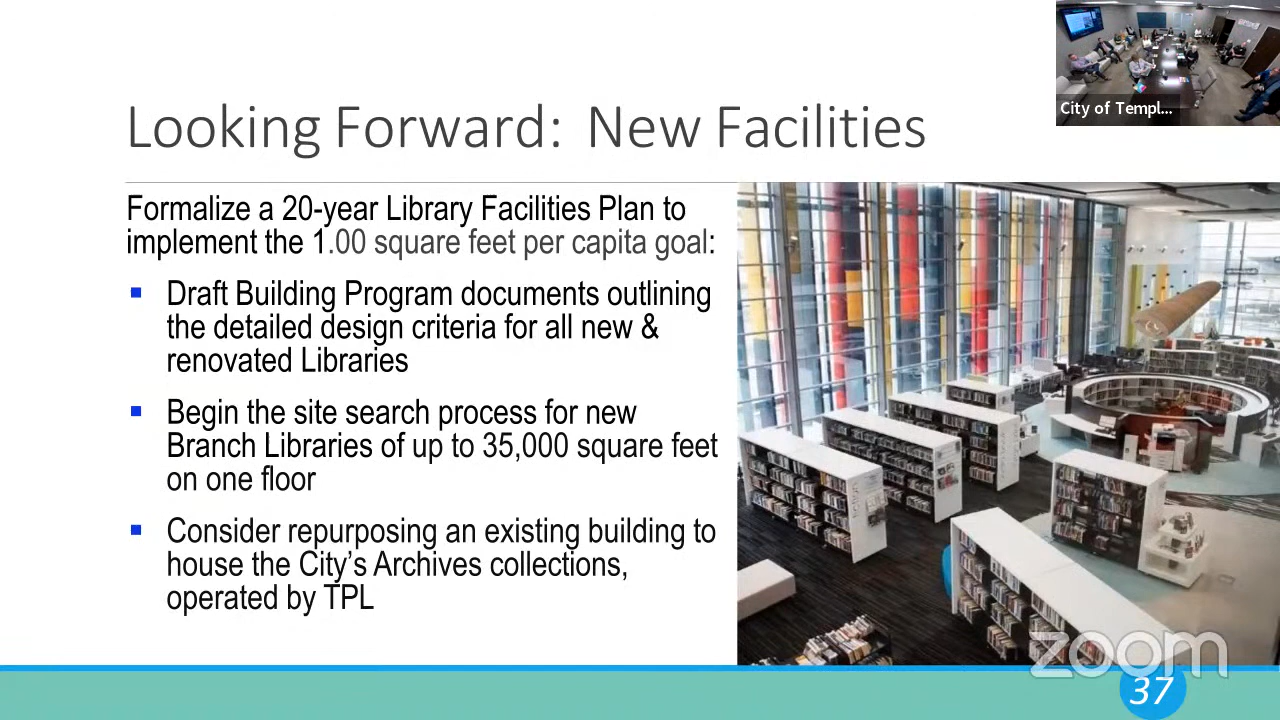 City of Templ...
Looking Forward: New Facilities
Formalize a 20-year Library Facilities Plan to
implement the 1.00 square feet per capita goal:
▪ Draft Building Program documents outlining
the detailed design criteria for all new &
renovated Libraries
▪ Begin the site search process for new
Branch Libraries of up to 35,000 square feet
on one floor
▪ Consider repurposing an existing building to
house the City’s Archives collections,
operated by TPL
zoom
37